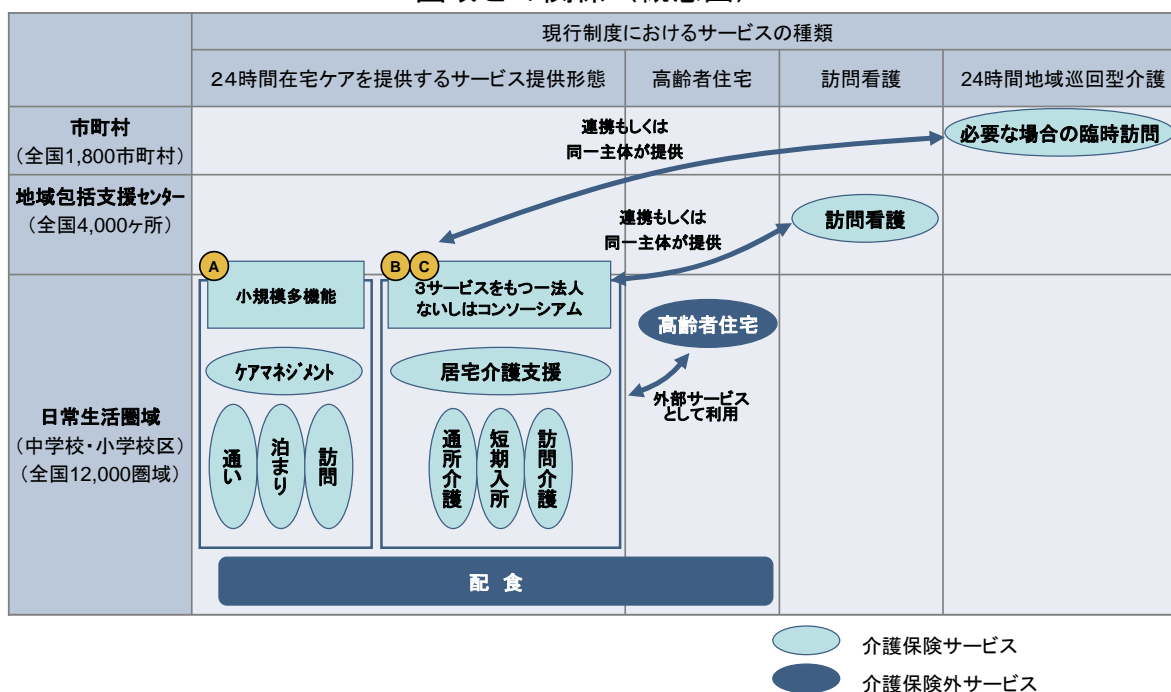 現行制度におけるサービスの種類
24時間在宅ケアを提供するサービス提供形態
高齢者住宅
訪問看護
24時間地域巡回型介護
市町村
(全国1,800市町村)
連携もしくは
同一主体が提供
必要な場合の臨時訪問
地域包括支援センター
(全国4,000ヶ所)
連携もしくは
同一主体が提供
訪問看護
A
小規模多機能
B
C
3サービスをもつ一法人
ないしはコンソーシアム
高齢者住宅
ケアマネジメント
居宅介護支援
外部サービス
として利用
日常生活圏域
(中学校・小学校区)
(全国12,000圏域)
通い
泊まり
訪問
通所介護
短期入所
訪問介護
配 食
介護保険サービス
介護保険外サービス